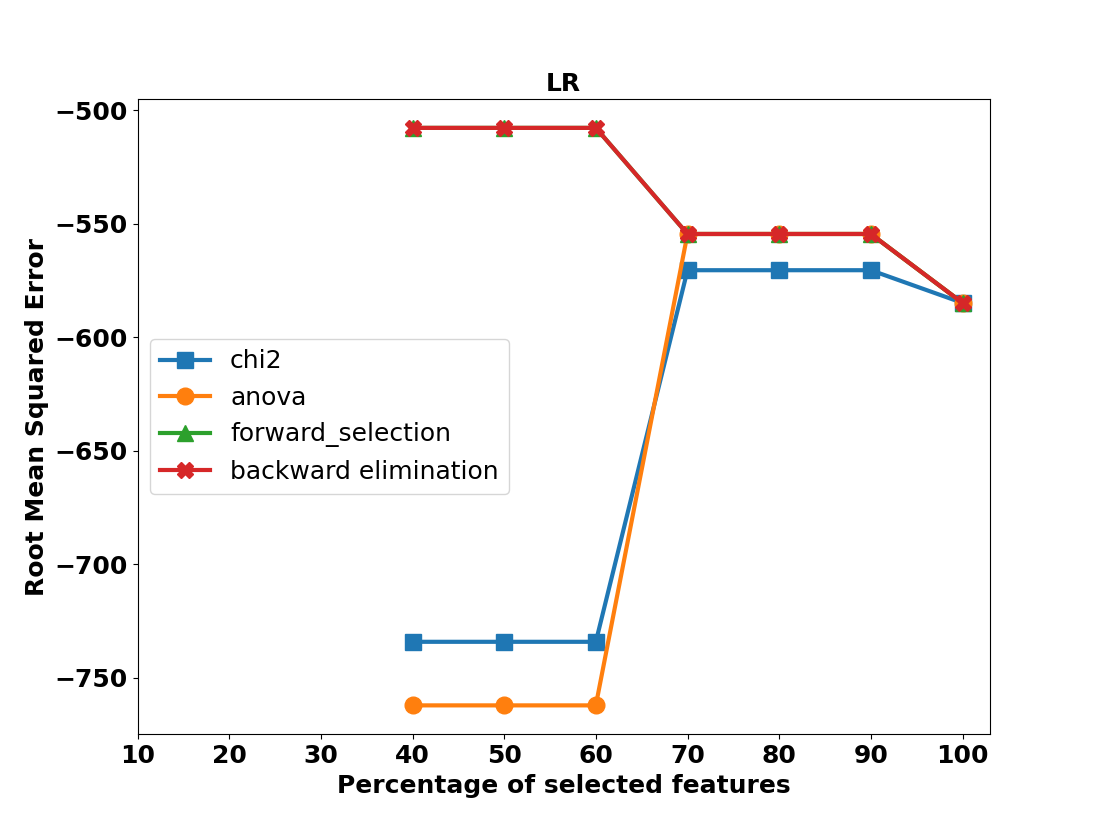 LR
Root Mean Squared Error
−500
−550
−600
−650
−700
−750
chi2
anova
forward_selection
backward elimination
10 20 30 40 50 60 70 80 90 100
Percentage of selected features